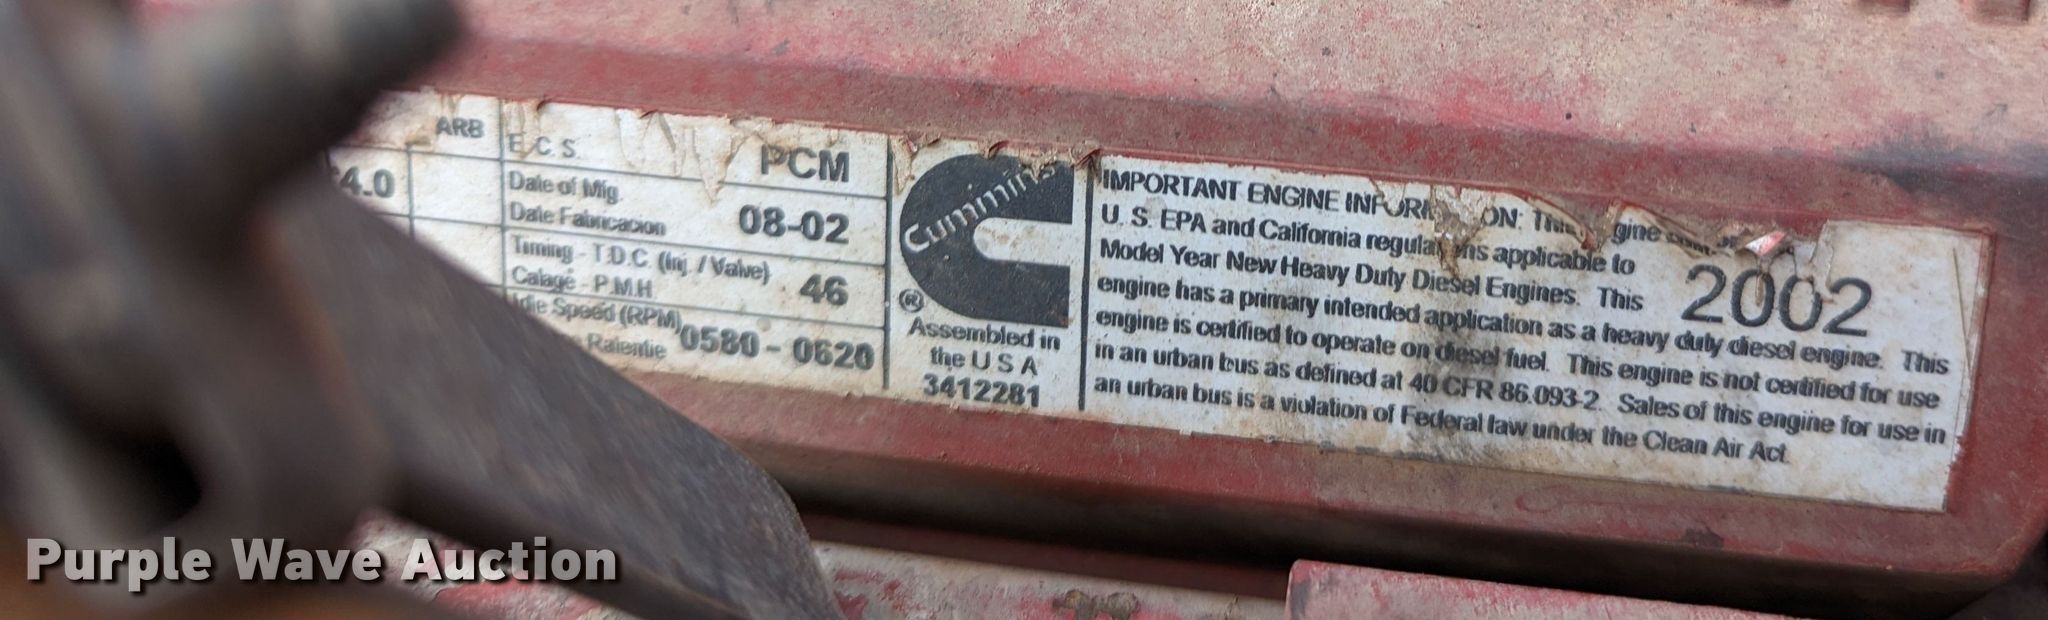 ARB
E.C.S. PCM
4.0
Date of Mfg.
Date Fabricacion 08-02
Timing - T.D.C. (Inj. / Valve)
Calagé - P.M.H. 46
Idle Speed (RPM)
Ralentie 0580 - 0620
Cummins
®
Assembled in
the U S A
3412281
IMPORTANT ENGINE INFORMATION: This engine
U. S. EPA and California regulations applicable to
Model Year New Heavy Duty Diesel Engines. This 2002
engine has a primary intended application as a heavy duty diesel engine. This
engine is certified to operate on diesel fuel. This engine is not certified for use
in an urban bus as defined at 40 CFR 86.093-2. Sales of this engine for use in
an urban bus is a violation of Federal law under the Clean Air Act.
Purple Wave Auction